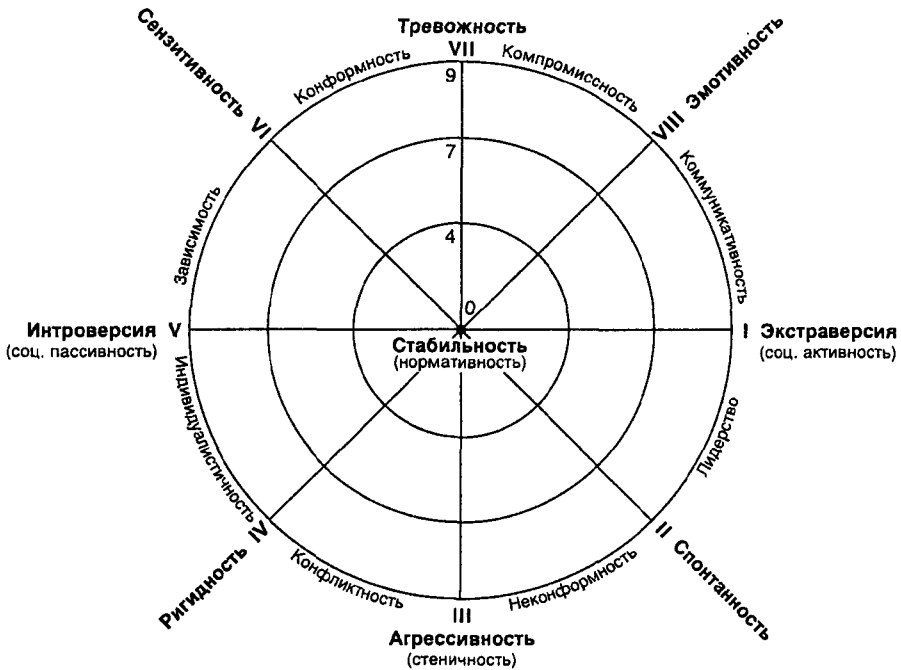 Тревожность
VII
Сензитивность VI
Конформность
Компромиссность
VIII Эмотивность
9
7
4
0
Зависимость
Коммуникативность
Интроверсия V
(соц. пассивность)
I Экстраверсия
(соц. активность)
Стабильность
(нормативность)
Индивидуалистичность
Лидерство
Ригидность IV
Конфликтность
Неконформность
II Спонтанность
III
Агрессивность
(стеничность)